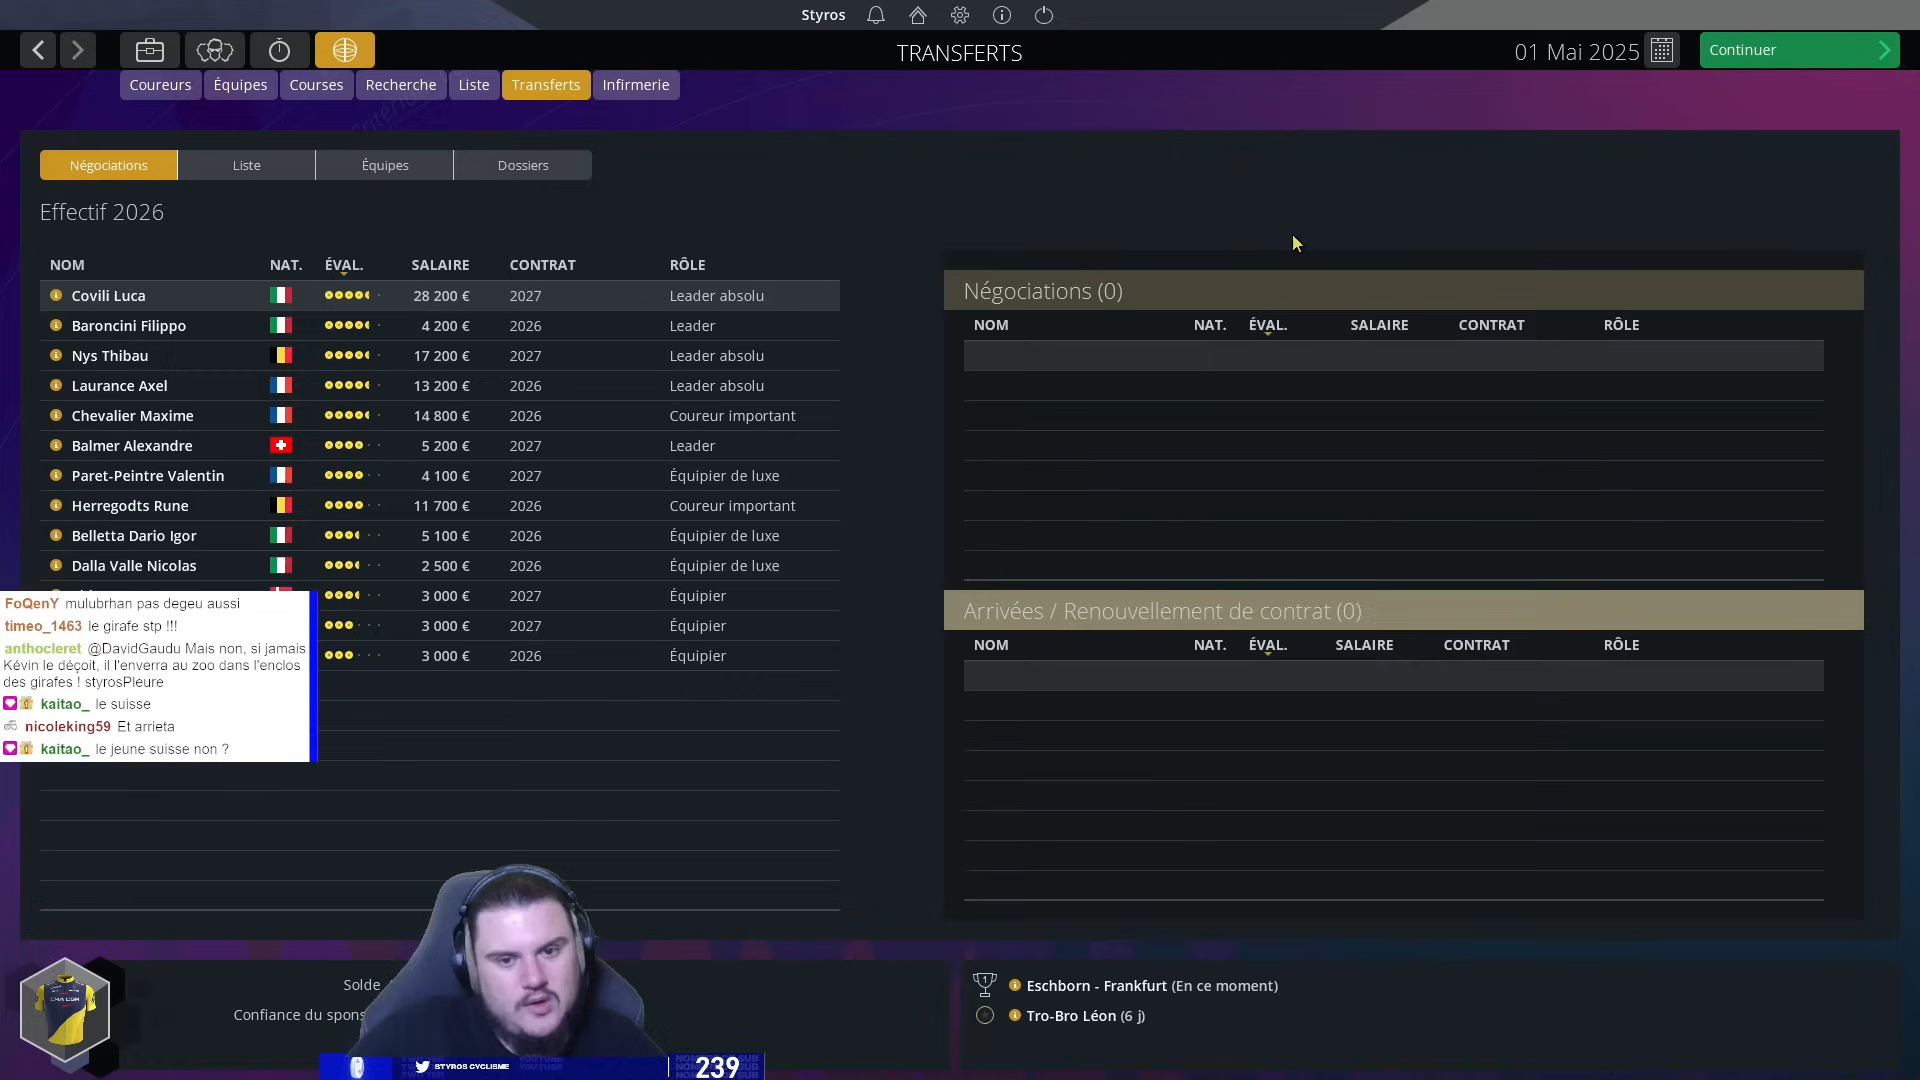 Styros
TRANSFERTS
01 Mai 2025
Continuer
Coureurs
Équipes
Courses
Recherche
Liste
Transferts
Infirmerie
Négociations
Liste
Équipes
Dossiers
Effectif 2026
NOM NAT. ÉVAL. SALAIRE CONTRAT RÔLE
Covili Luca 28 200 € 2027 Leader absolu
Baroncini Filippo 4 200 € 2026 Leader
Nys Thibau 17 200 € 2027 Leader absolu
Laurance Axel 13 200 € 2026 Leader absolu
Chevalier Maxime 14 800 € 2026 Coureur important
Balmer Alexandre 5 200 € 2027 Leader
Paret-Peintre Valentin 4 100 € 2027 Équipier de luxe
Herregodts Rune 11 700 € 2026 Coureur important
Belletta Dario Igor 5 100 € 2026 Équipier de luxe
Dalla Valle Nicolas 2 500 € 2026 Équipier de luxe
3 000 € 2027 Équipier
3 000 € 2027 Équipier
3 000 € 2026 Équipier
FoQenY mulubrhan pas degeu aussi
timeo_1463 le girafe stp !!!
anthocleret @DavidGaudu Mais non, si jamais
Kévin le déçoit, il l'enverra au zoo dans l'enclos
des girafes ! styrosPleure
kaitao_ le suisse
nicoleking59 Et arrieta
kaitao_ le jeune suisse non ?
Négociations (0)
NOM NAT. ÉVAL. SALAIRE CONTRAT RÔLE
Arrivées / Renouvellement de contrat (0)
NOM NAT. ÉVAL. SALAIRE CONTRAT RÔLE
Solde
Confiance du spons
Eschborn - Frankfurt (En ce moment)
Tro-Bro Léon (6 j)
CMA CGM
STYROS CYCLISME
239